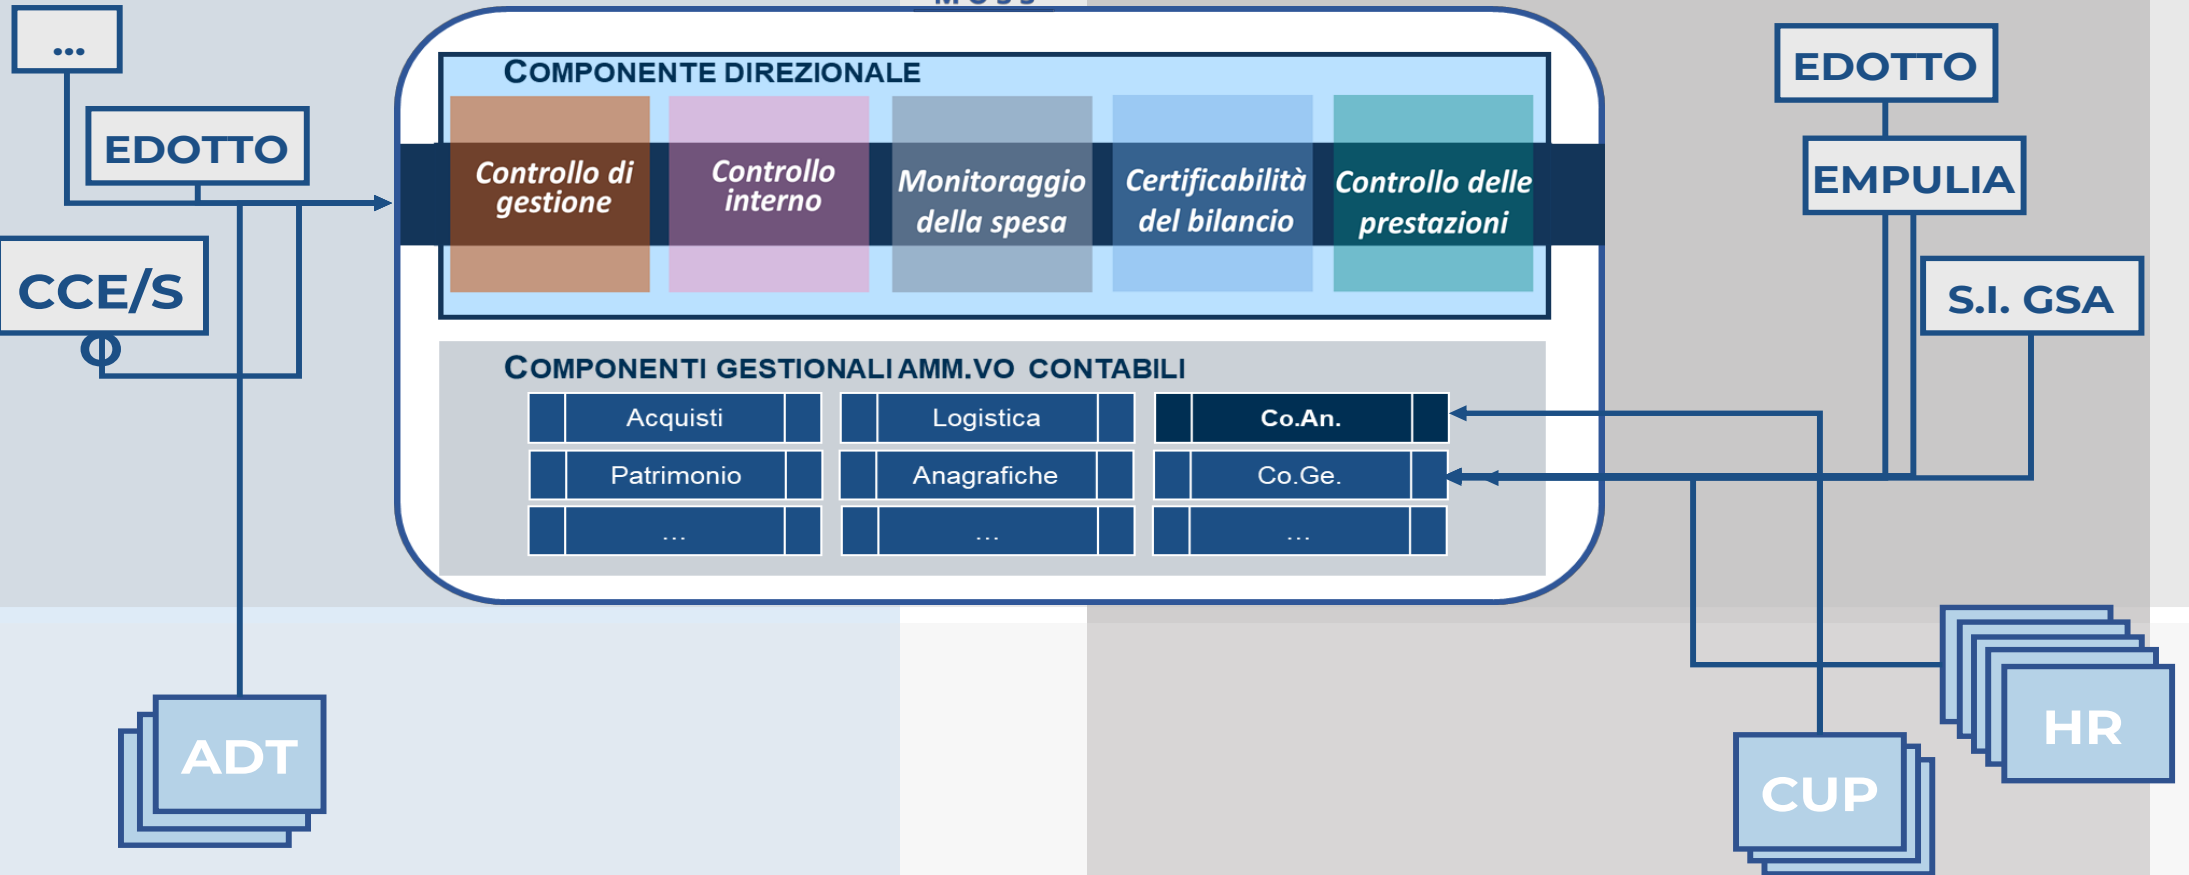 ...
EDOTTO
CCE/S
Φ
ADT
COMPONENTE DIREZIONALE
Controllo di
gestione
Controllo
interno
Monitoraggio
della spesa
Certificabilità
del bilancio
Controllo delle
prestazioni
COMPONENTI GESTIONALI AMM.VO CONTABILI
Acquisti
Logistica
Co.An.
Patrimonio
Anagrafiche
Co.Ge.
...
...
...
EDOTTO
EMPULIA
S.I. GSA
HR
CUP